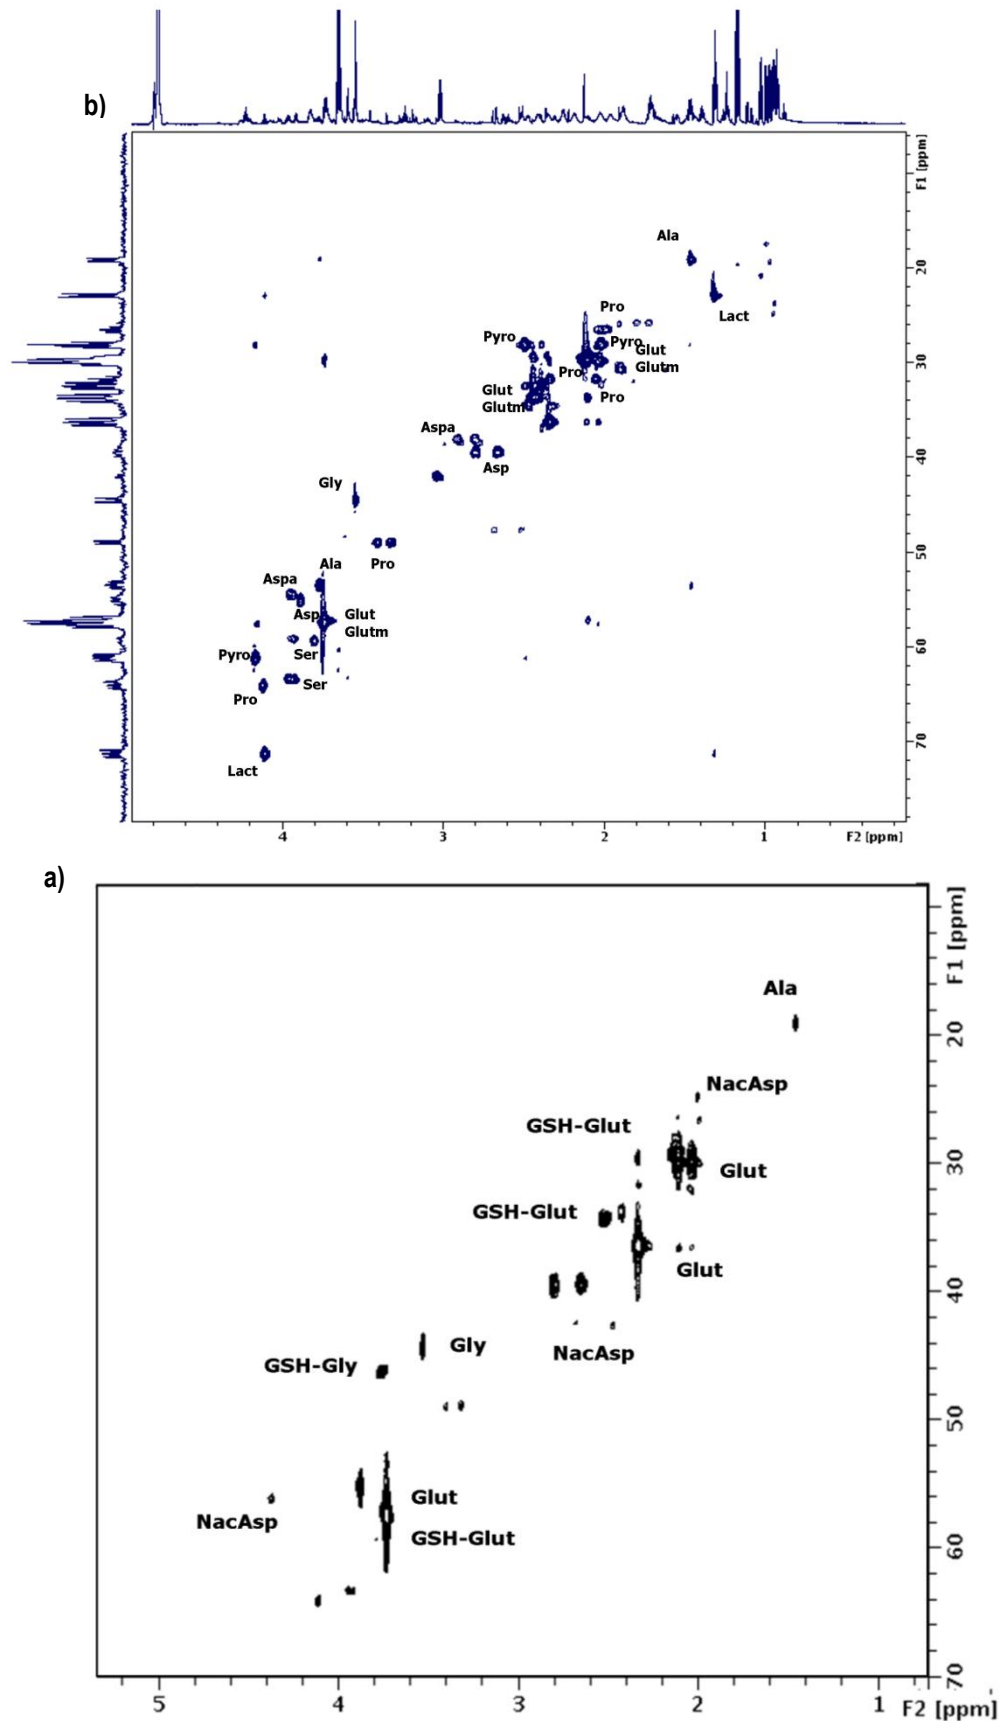 b)
F1 [ppm]
Ala
20
Lact
Pro
Pyro
Pyro
Glut
30
Glutm
Pro
Glut
Pro
Glutm
Aspa
40
Asp
Gly
50
Ala
Pro
Aspa
Asp
Glut
Glutm
60
Ser
Pyro
Ser
Pro
70
Lact
4
3
2
1
F2 [ppm]
a)
F1 [ppm]
Ala
20
NacAsp
GSH-Glut
30
Glut
GSH-Glut
Glut
40
NacAsp
Gly
GSH-Gly
50
Glut
NacAsp
GSH-Glut
60
70
5
4
3
2
1
F2 [ppm]